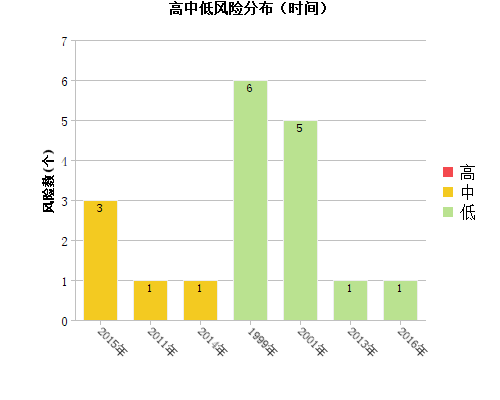 高中低风险分布（时间）
风险数(个)
7
6
5
4
3
2
1
0
3
1
1
6
5
1
1
2015年
2011年
2014年
1999年
2001年
2013年
2016年
高
中
低